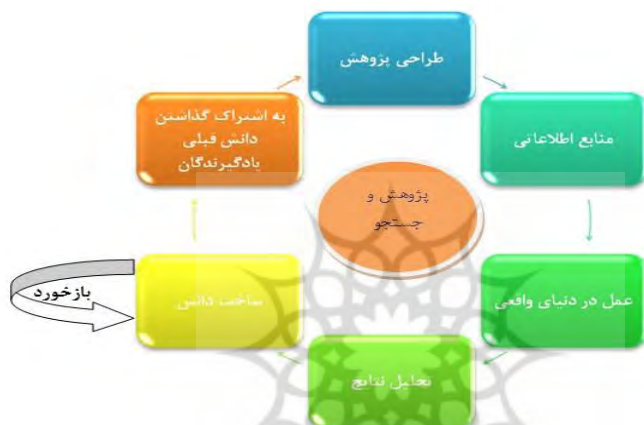 طراحی پژوهش
منابع اطلاعاتی
عمل در دنیای واقعی
تحلیل نتایج
ساخت دانش
بازخورد
به اشتراک گذاشتن
دانش قبلی
یادگیرندگان
پژوهش و
جستجو